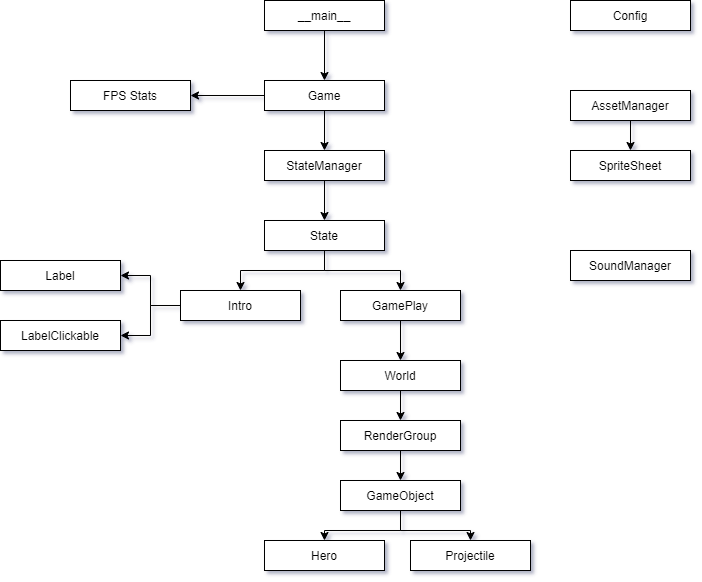 __main__
Config
FPS Stats
Game
AssetManager
StateManager
SpriteSheet
State
Label
SoundManager
Intro
GamePlay
LabelClickable
World
RenderGroup
GameObject
Hero
Projectile